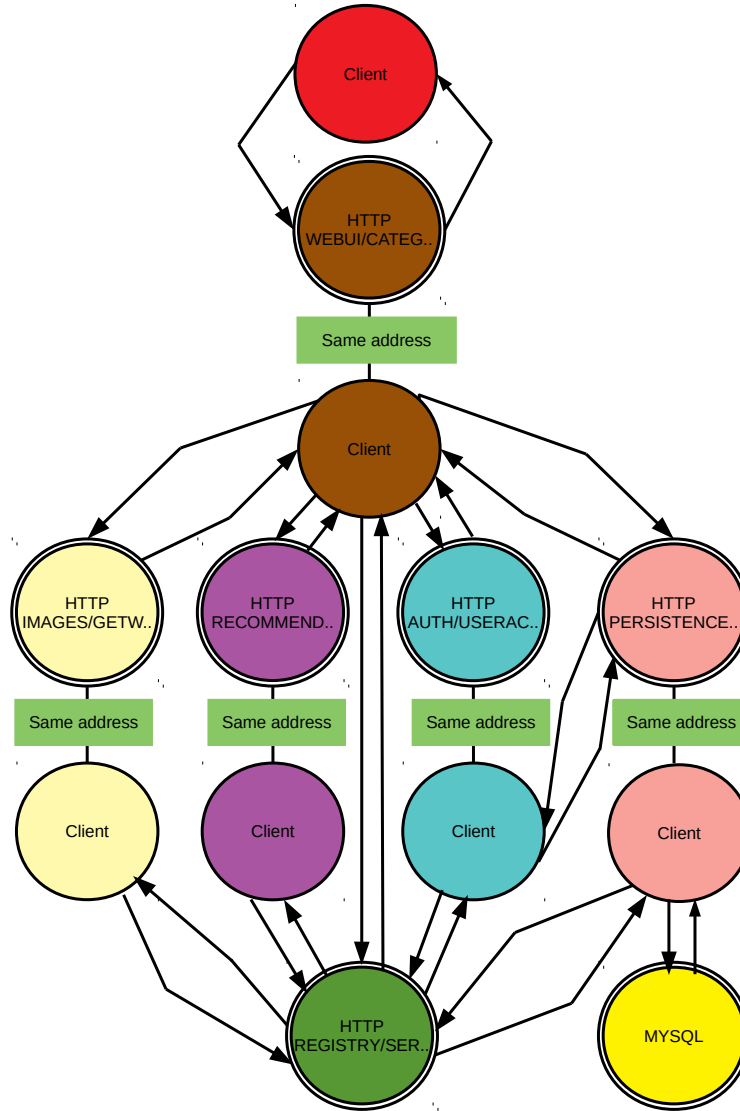 Client
HTTP
WEBUI/CATEG..
Same address
Client
HTTP
IMAGES/GETW..
HTTP
RECOMMEND..
HTTP
AUTH/USERAC..
HTTP
PERSISTENCE..
Same address
Same address
Same address
Same address
Client
Client
Client
Client
HTTP
REGISTRY/SER..
MYSQL